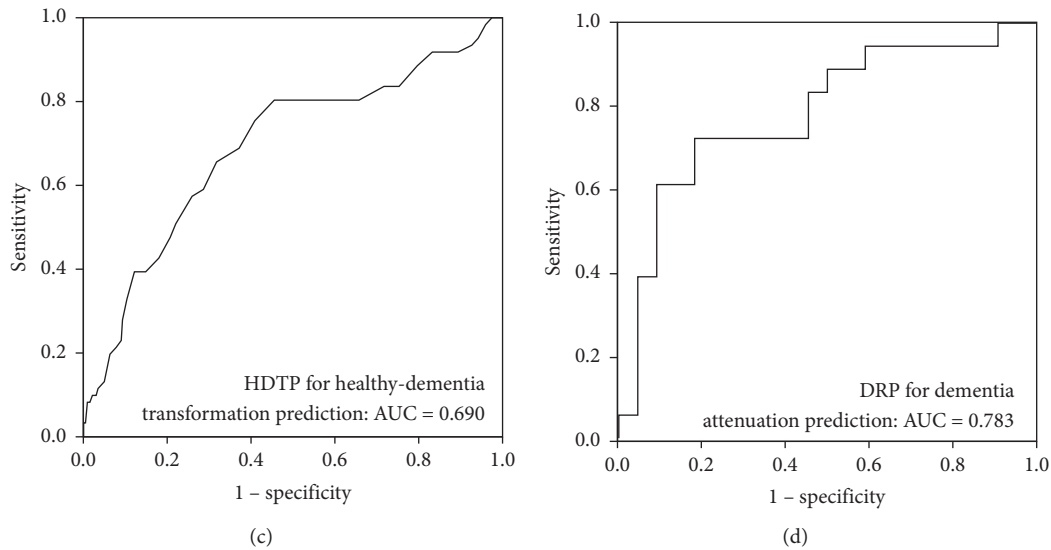 1.0
0.8
0.6
0.4
0.2
0.0
Sensitivity
HDTP for healthy-dementia
transformation prediction: AUC = 0.690
0.0 0.2 0.4 0.6 0.8 1.0
1 – specificity
(c)
1.0
0.8
0.6
0.4
0.2
0.0
Sensitivity
DRP for dementia
attenuation prediction: AUC = 0.783
0.0 0.2 0.4 0.6 0.8 1.0
1 – specificity
(d)